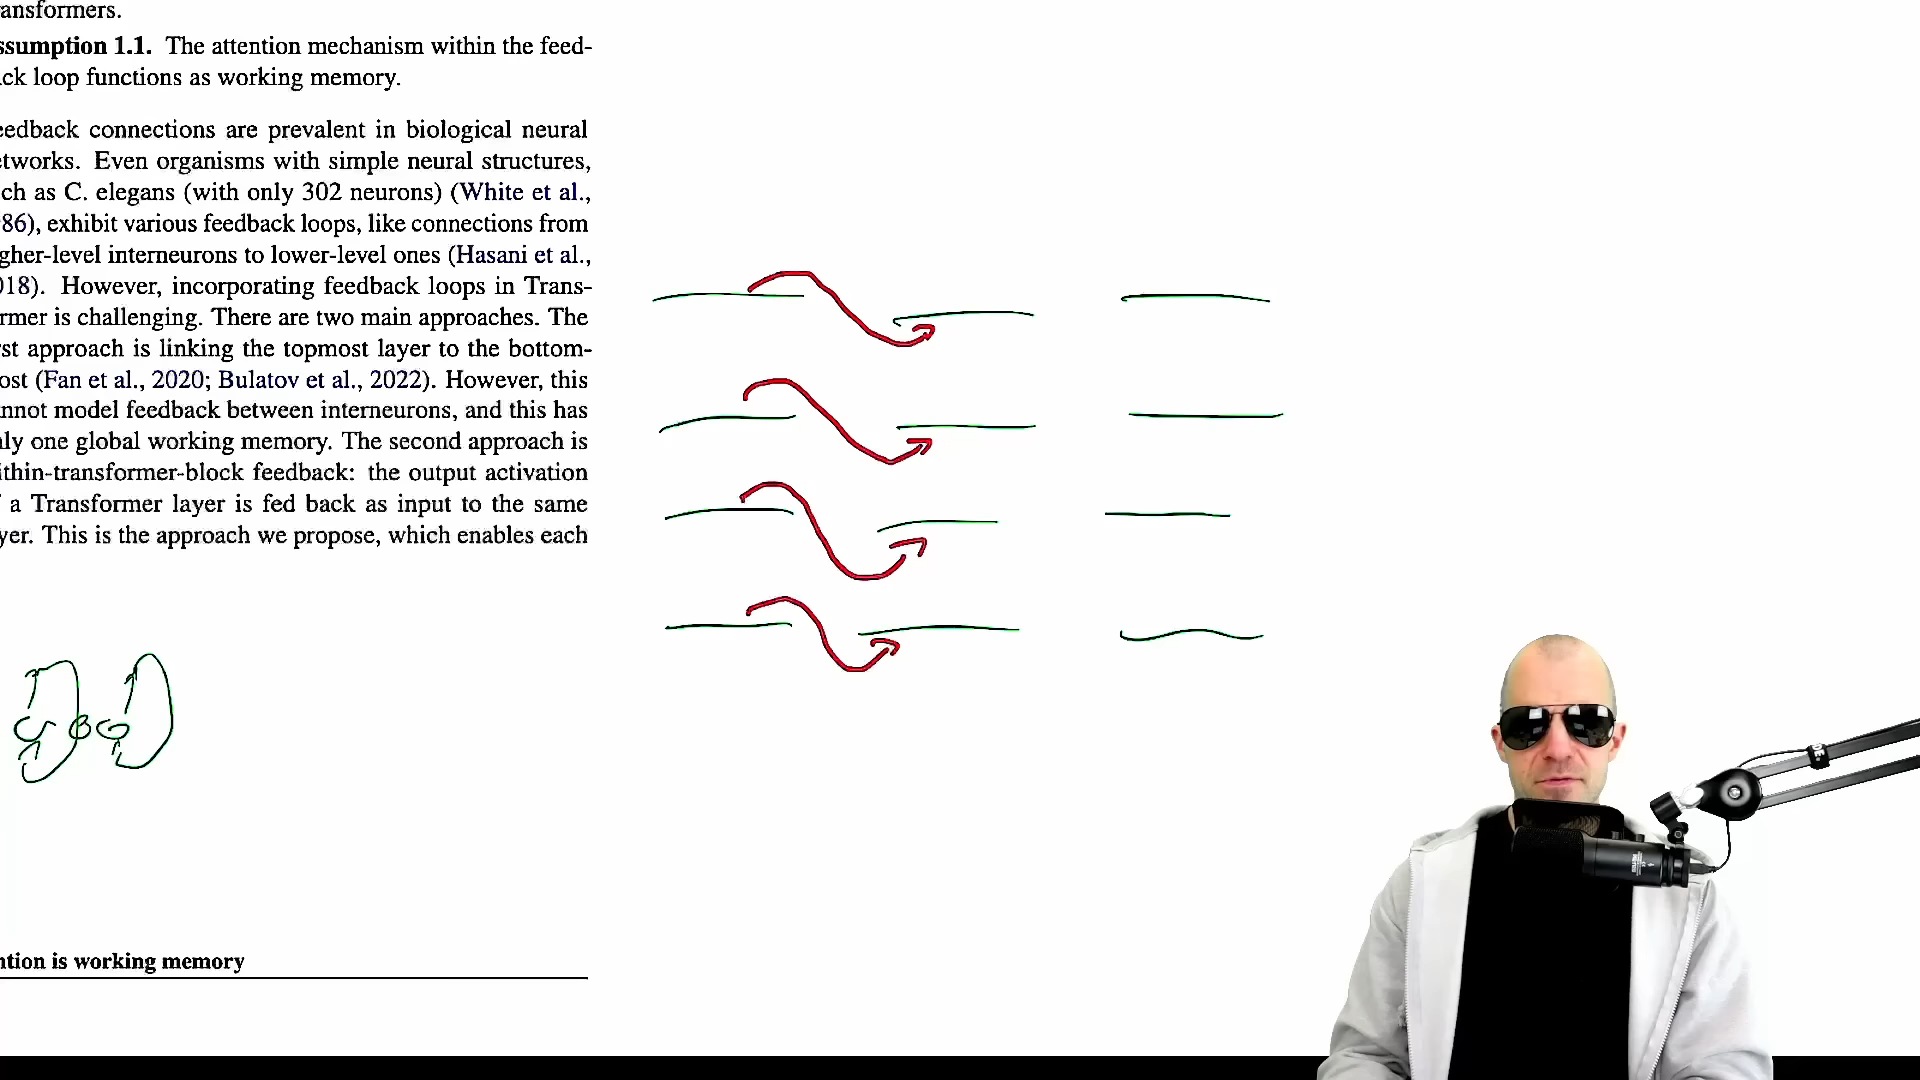 ansformers.
ssumption 1.1. The attention mechanism within the feed-
ck loop functions as working memory.
eedback connections are prevalent in biological neural
etworks. Even organisms with simple neural structures,
ch as C. elegans (with only 302 neurons) (White et al.,
86), exhibit various feedback loops, like connections from
gher-level interneurons to lower-level ones (Hasani et al.,
018). However, incorporating feedback loops in Trans-
rmer is challenging. There are two main approaches. The
rst approach is linking the topmost layer to the bottom-
ost (Fan et al., 2020; Bulatov et al., 2022). However, this
nnot model feedback between interneurons, and this has
ly one global working memory. The second approach is
ithin-transformer-block feedback: the output activation
f a Transformer layer is fed back as input to the same
yer. This is the approach we propose, which enables each
ntion is working memory